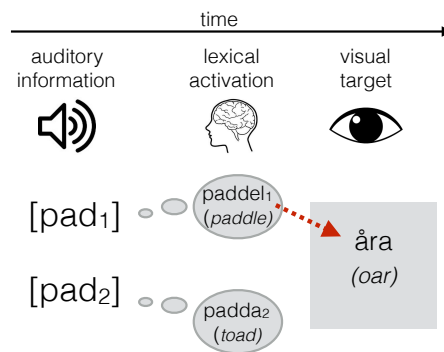 time
auditory
information
lexical
activation
visual
target
[pad₁]
paddel₁
(paddle)
åra
(oar)
[pad₂]
padda₂
(toad)